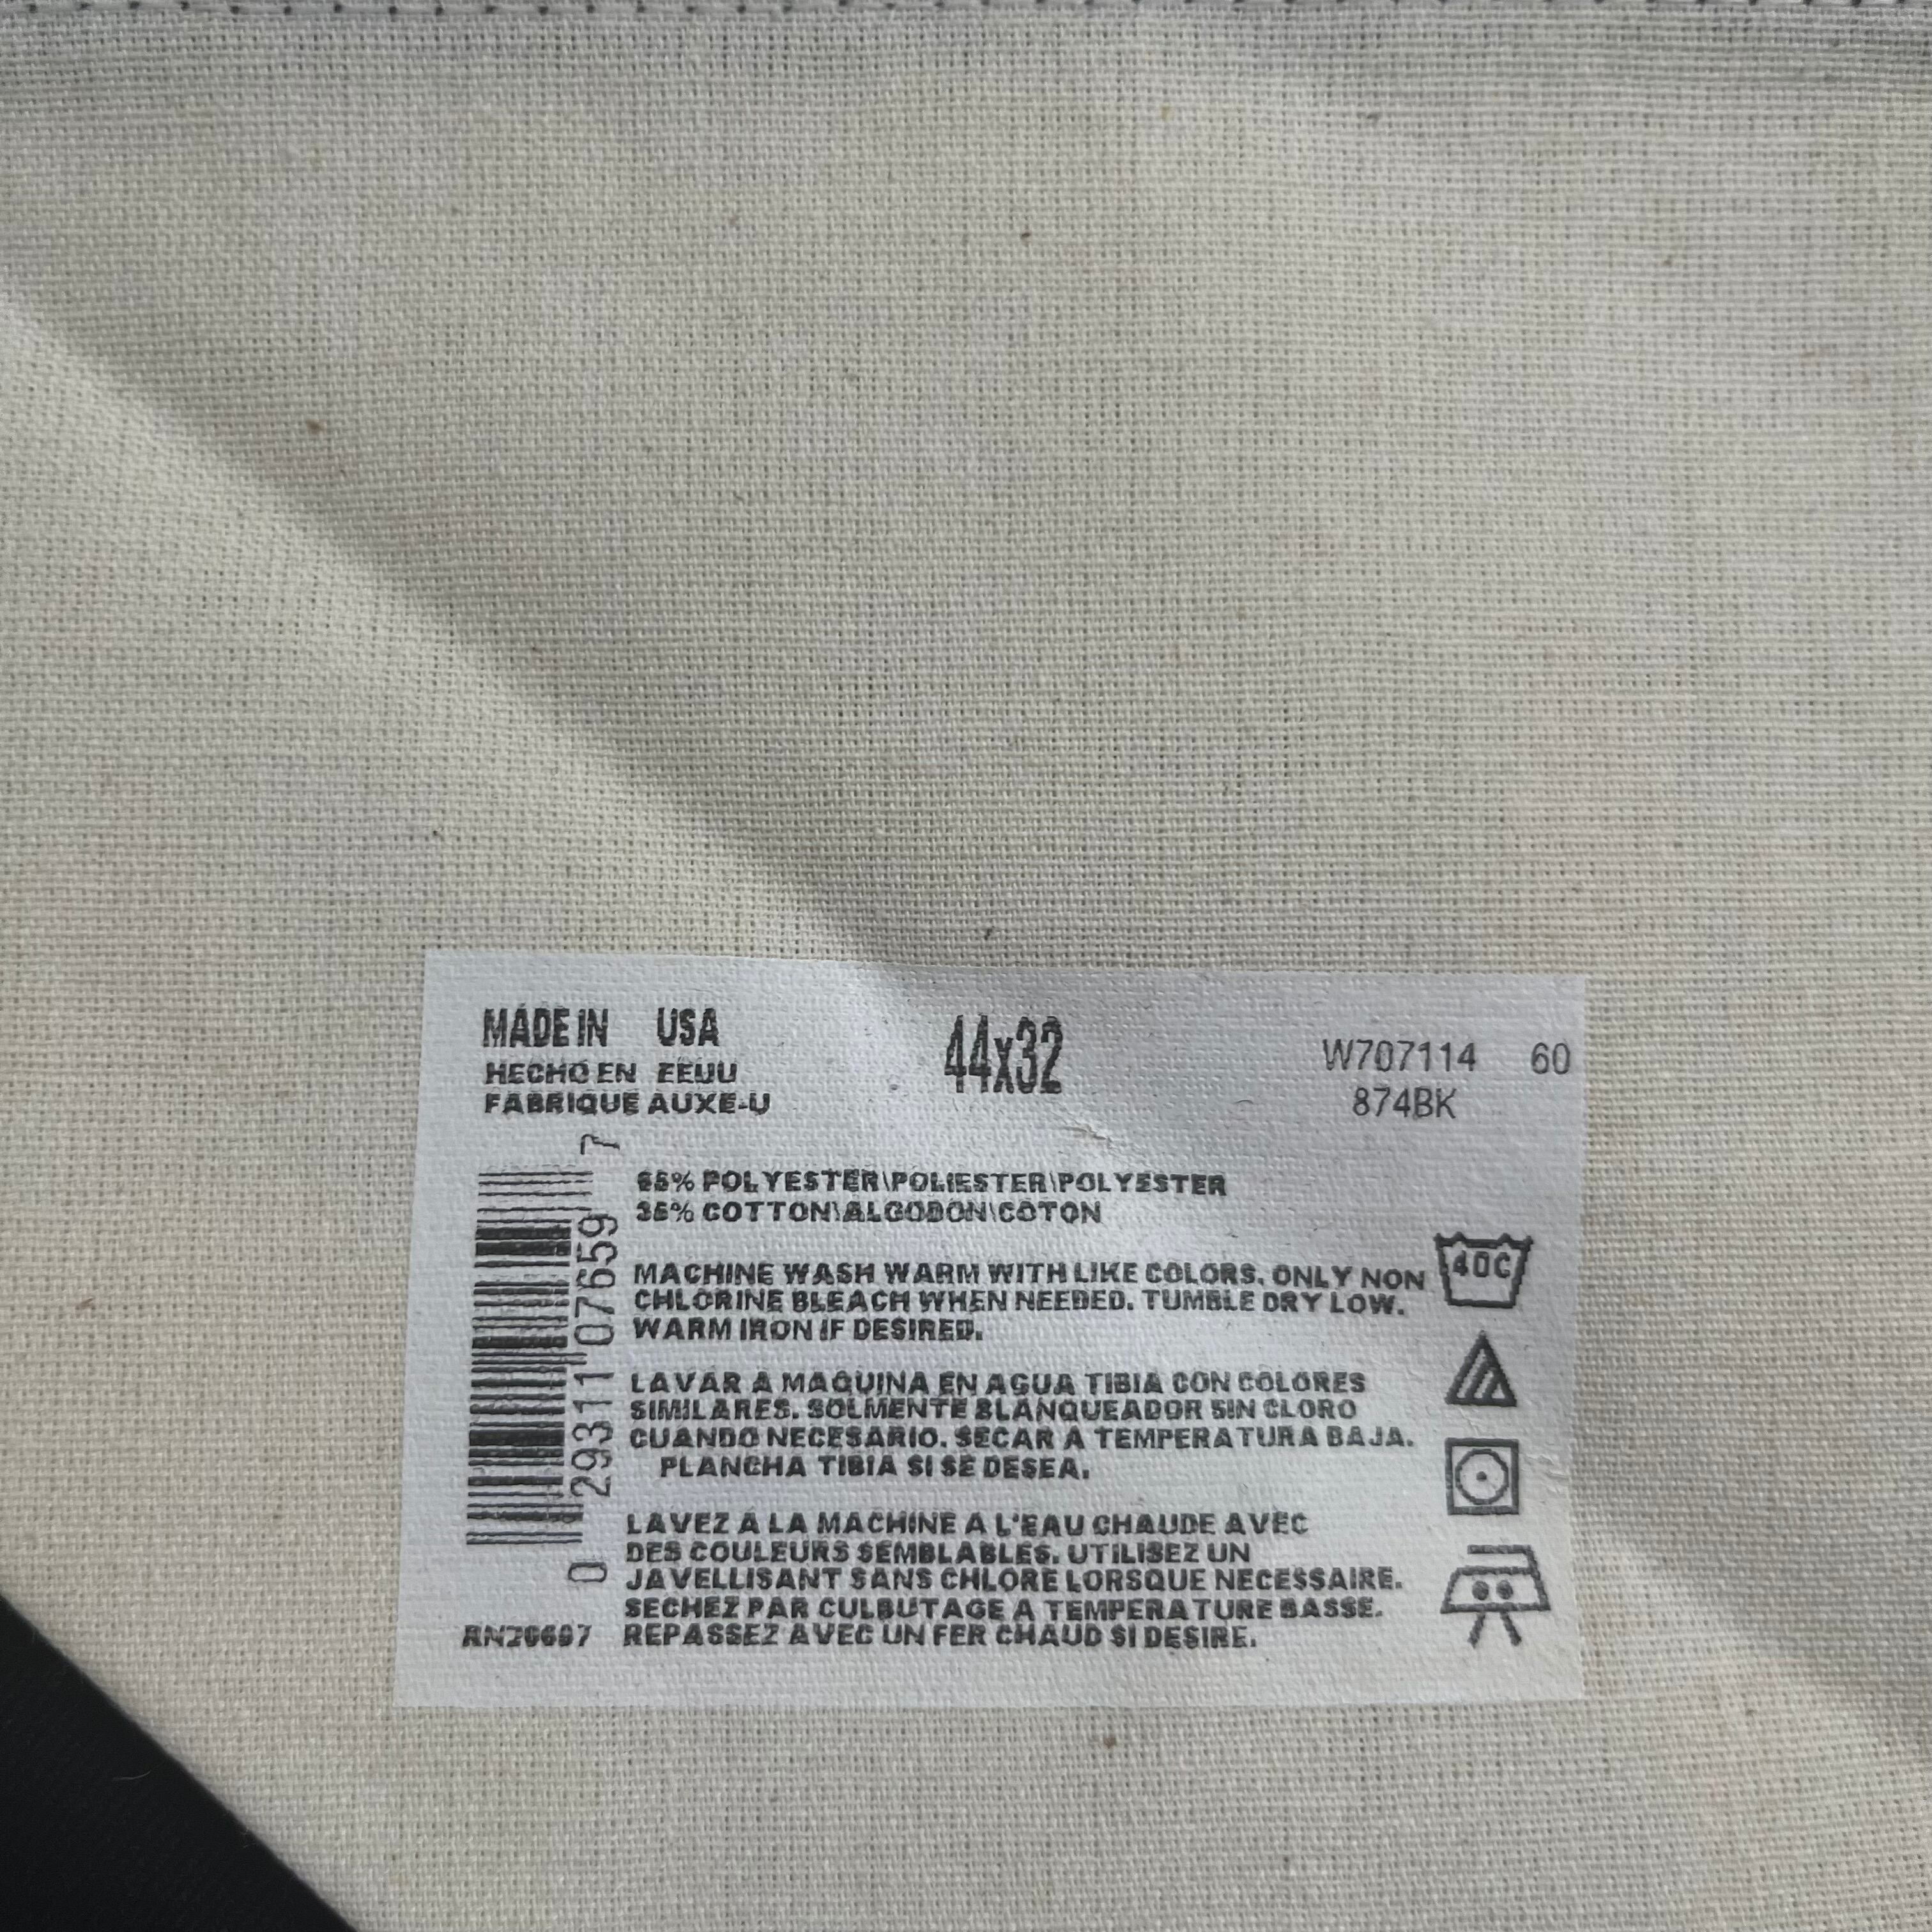 MADE IN USA
HECHO EN EEUU
FABRIQUE AUX E-U
44x32
W707114 60
874BK
0 29311 07659 7
65% POLYESTER\POLIESTER\POLYESTER
35% COTTON\ALGODON\COTON
MACHINE WASH WARM WITH LIKE COLORS. ONLY NON
CHLORINE BLEACH WHEN NEEDED. TUMBLE DRY LOW.
WARM IRON IF DESIRED.
LAVAR A MAQUINA EN AGUA TIBIA CON COLORES
SIMILARES. SOLMENTE BLANQUEADOR SIN CLORO
CUANDO NECESARIO. SECAR A TEMPERATURA BAJA.
PLANCHA TIBIA SI SE DESEA.
LAVEZ A LA MACHINE A L'EAU CHAUDE AVEC
DES COULEURS SEMBLABLES. UTILISEZ UN
JAVELLISANT SANS CHLORE LORSQUE NECESSAIRE.
SECHEZ PAR CULBUTAGE A TEMPERATURE BASSE.
REPASSEZ AVEC UN FER CHAUD SI DESIRE.
RN20697
40C